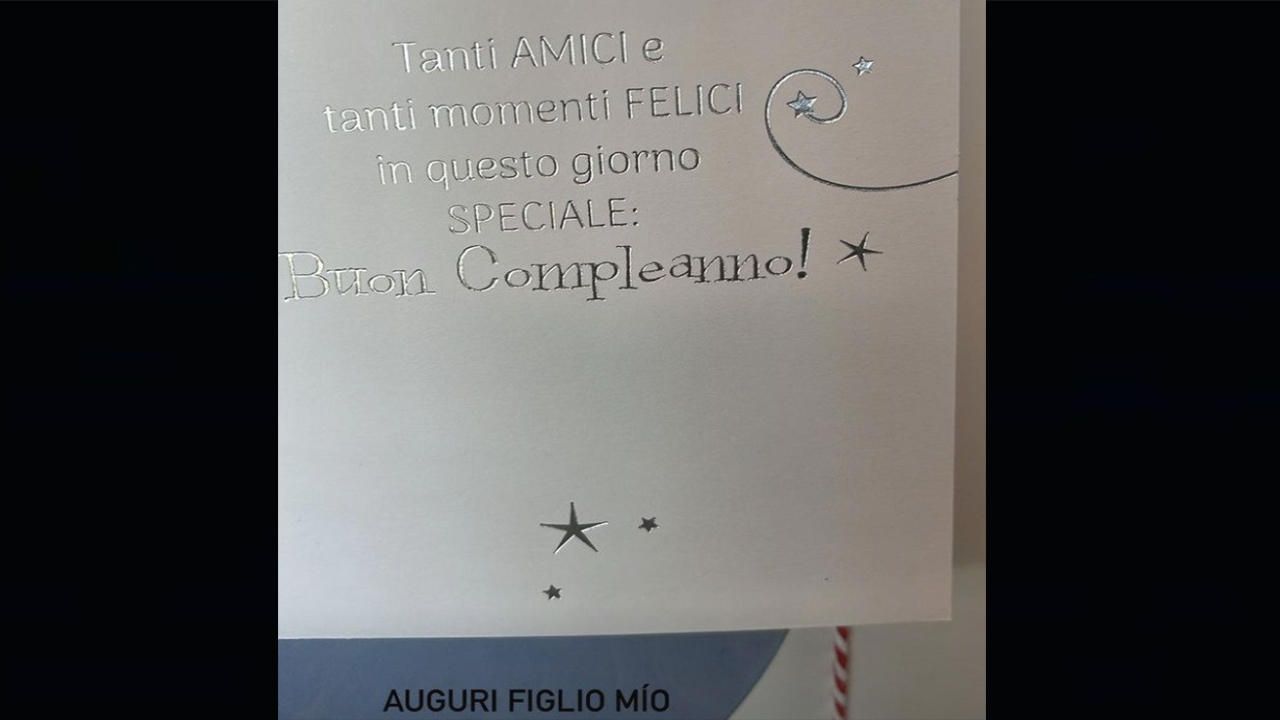 Tanti AMICI e
tanti momenti FELICI
in questo giorno
SPECIALE:
Buon Compleanno!
AUGURI FIGLIO MÍO